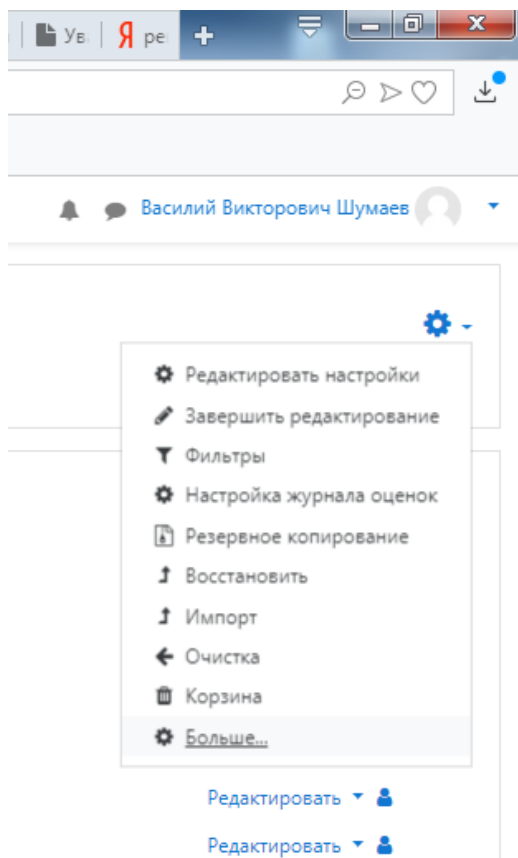 Ув
Я ре
Василий Викторович Шумаев
Редактировать настройки
Завершить редактирование
Фильтры
Настройка журнала оценок
Резервное копирование
Восстановить
Импорт
Очистка
Корзина
Больше...
Редактировать
Редактировать